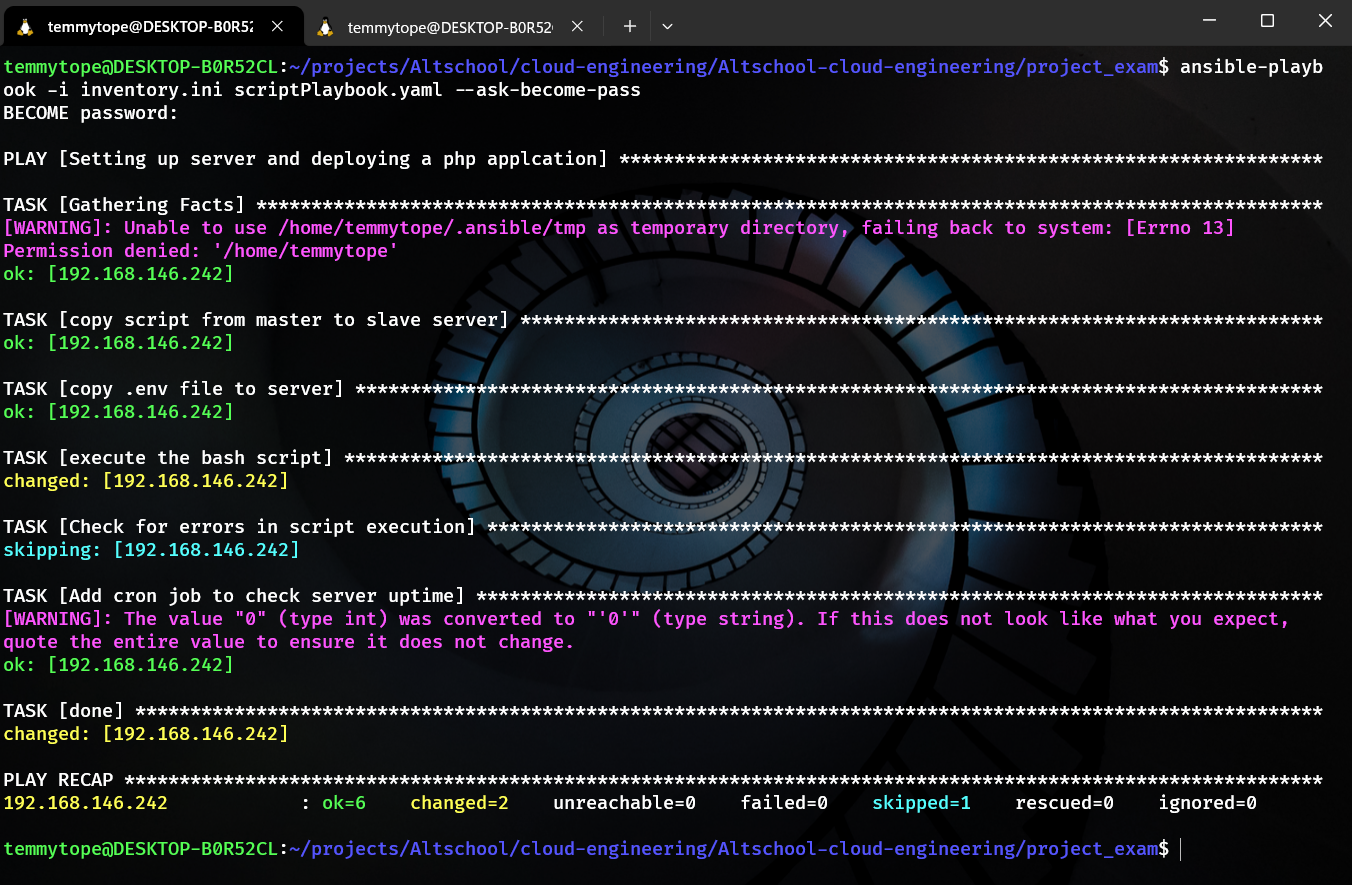 temmytope@DESKTOP-B0R52
temmytope@DESKTOP-B0R52
temmytope@DESKTOP-B0R52CL:~/projects/Altschool/cloud-engineering/Altschool-cloud-engineering/project_exam$ ansible-playb
ook -i inventory.ini scriptPlaybook.yaml --ask-become-pass
BECOME password:
PLAY [Setting up server and deploying a php applcation] ****************************************************************
TASK [Gathering Facts] *************************************************************************************************
[WARNING]: Unable to use /home/temmytope/.ansible/tmp as temporary directory, failing back to system: [Errno 13]
Permission denied: '/home/temmytope'
ok: [192.168.146.242]
TASK [copy script from master to slave server] *************************************************************************
ok: [192.168.146.242]
TASK [copy .env file to server] ****************************************************************************************
ok: [192.168.146.242]
TASK [execute the bash script] *****************************************************************************************
changed: [192.168.146.242]
TASK [Check for errors in script execution] ****************************************************************************
skipping: [192.168.146.242]
TASK [Add cron job to check server uptime] *****************************************************************************
[WARNING]: The value "0" (type int) was converted to "'0'" (type string). If this does not look like what you expect,
quote the entire value to ensure it does not change.
ok: [192.168.146.242]
TASK [done] ************************************************************************************************************
changed: [192.168.146.242]
PLAY RECAP *************************************************************************************************************
192.168.146.242            : ok=6    changed=2    unreachable=0    failed=0    skipped=1    rescued=0    ignored=0
temmytope@DESKTOP-B0R52CL:~/projects/Altschool/cloud-engineering/Altschool-cloud-engineering/project_exam$